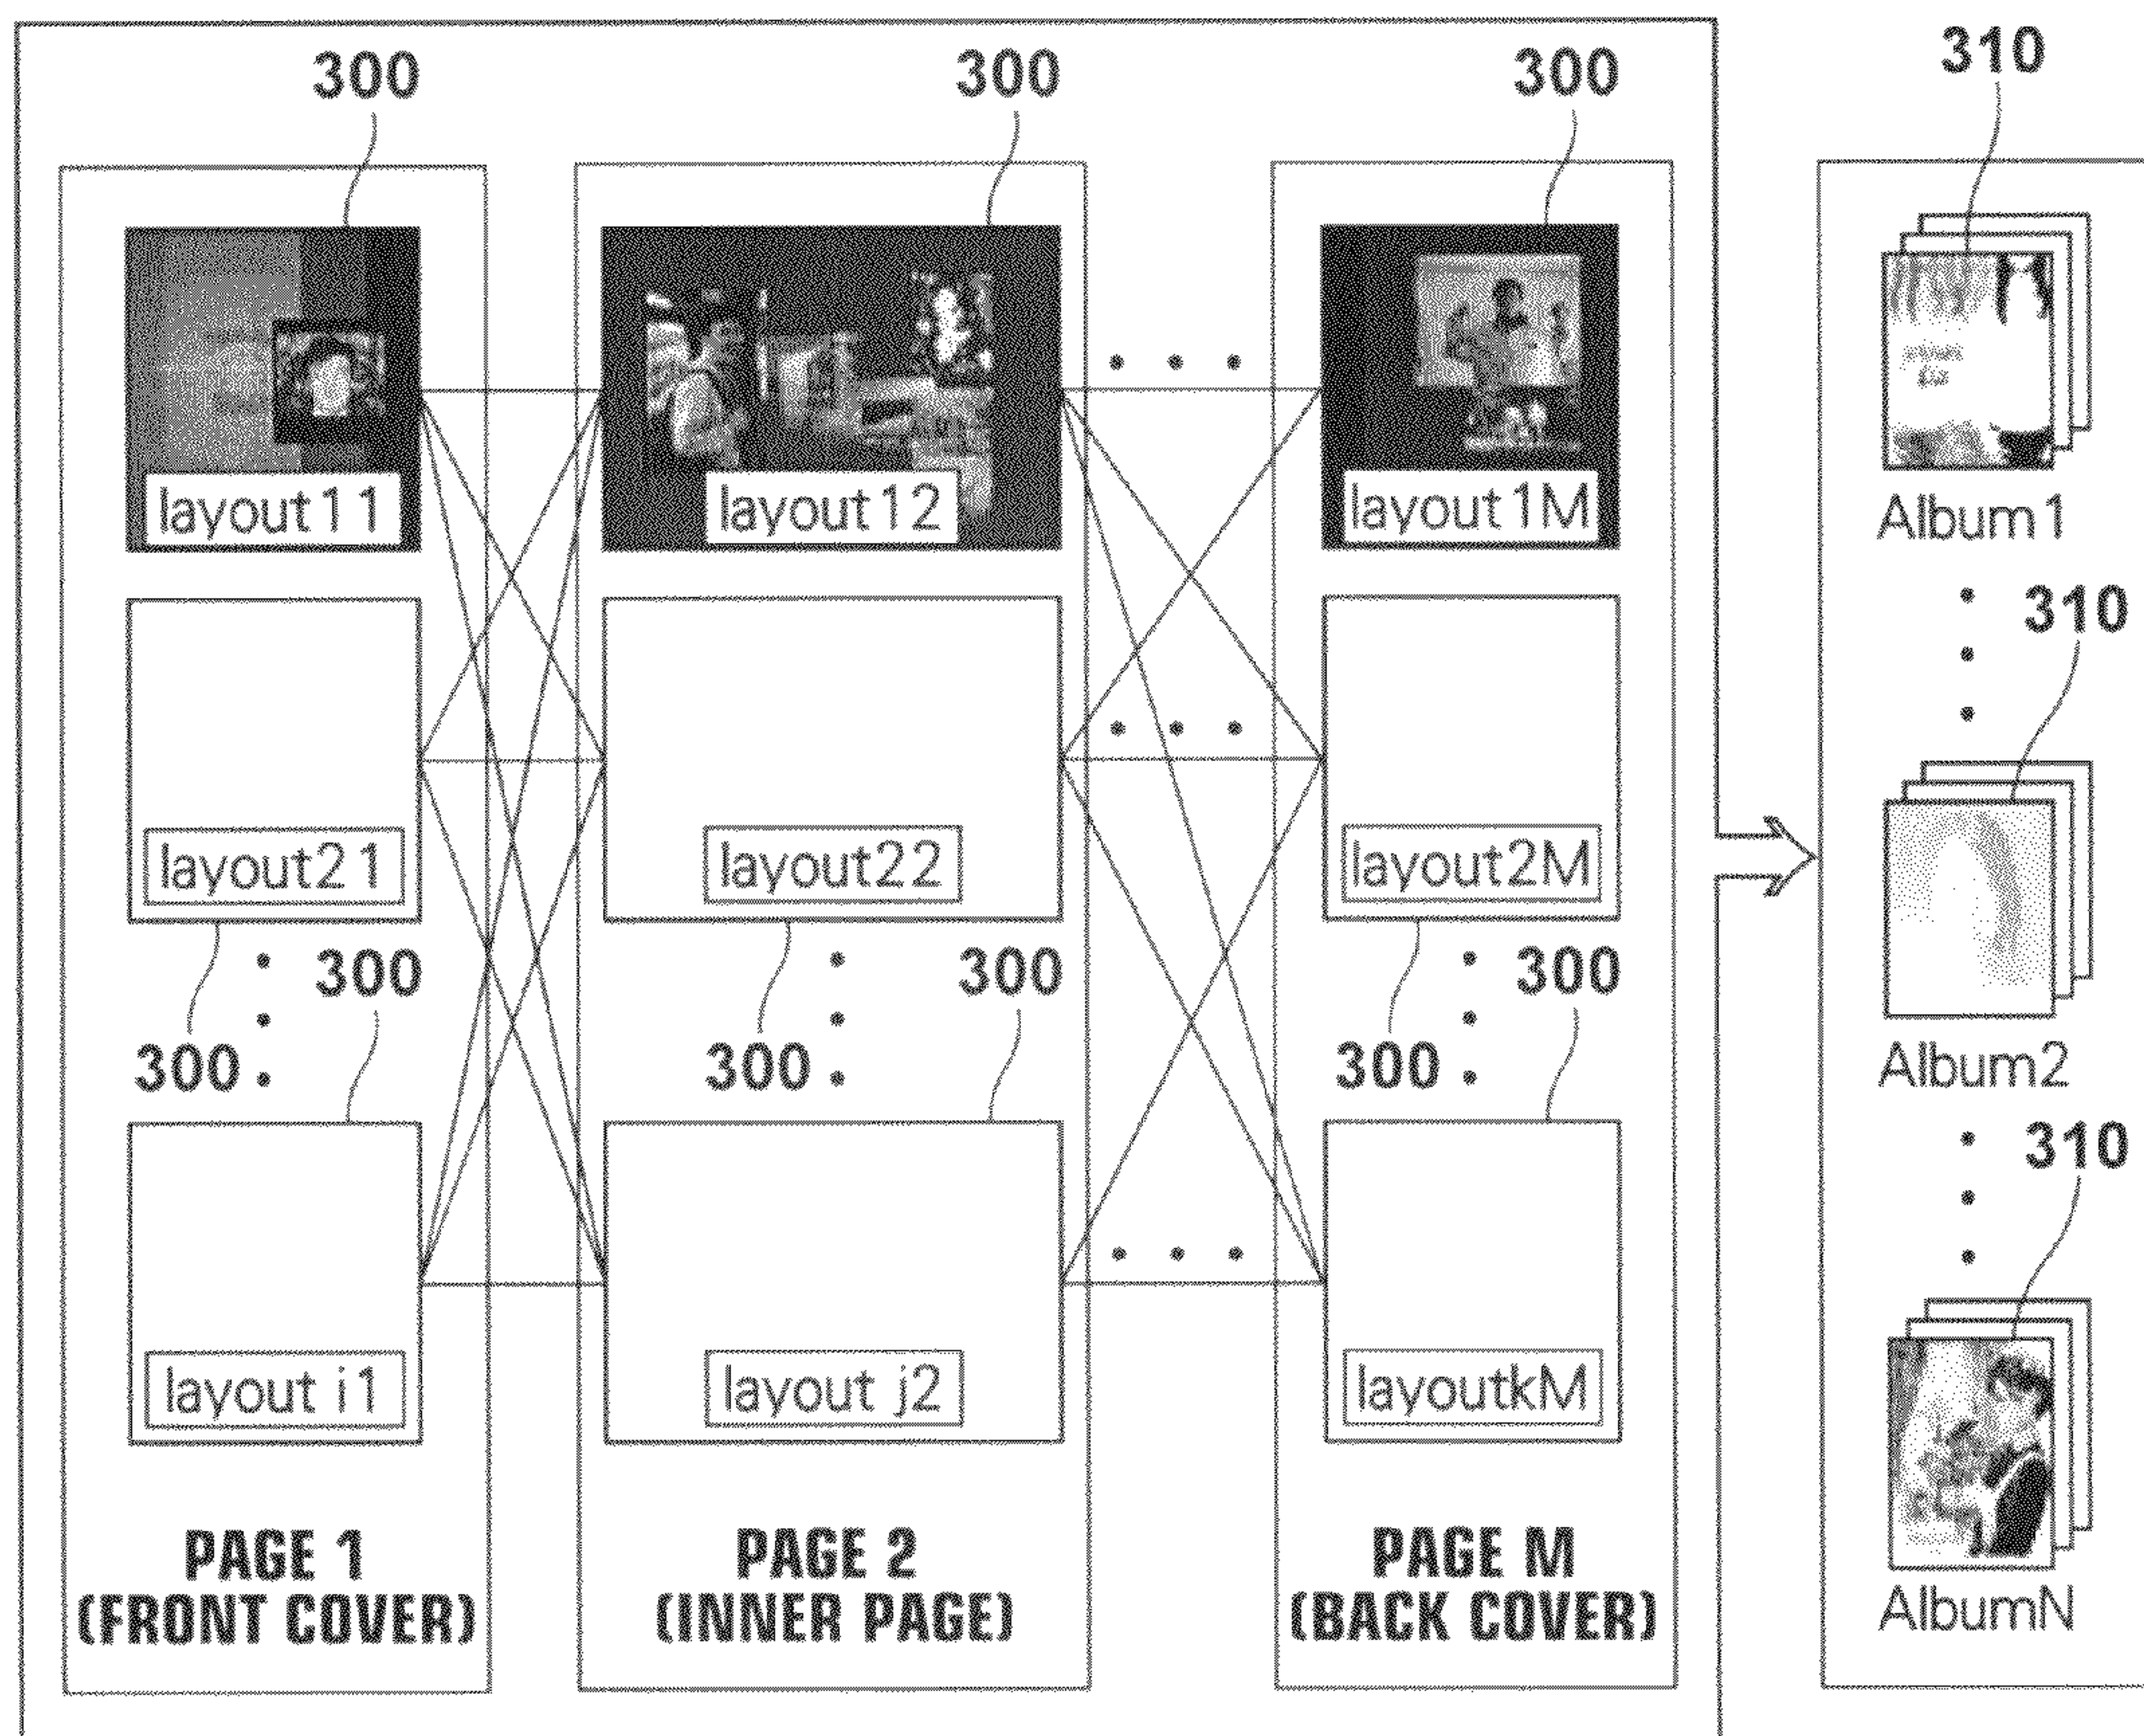 300 300 300 310
layout11 layout12 layout1M
Album1
310
layout21 layout22 layout2M
300 300 300
300 300 300
Album2
310
layout i1 layout j2 layoutkM
PAGE 1
(FRONT COVER)
PAGE 2
(INNER PAGE)
PAGE M
(BACK COVER)
AlbumN